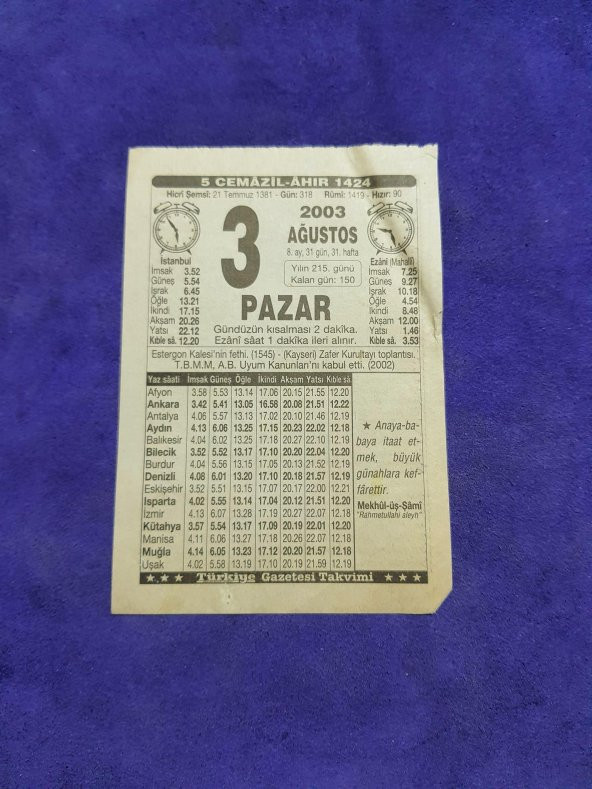 5 CEMÂZİL-ÂHIR 1424
Hicrî Şemsî: 21 Temmuz 1381 - Gün: 318 Rûmî: 1419 - Hızır: 90
3
2003
AĞUSTOS
8. ay, 31 gün, 31. hafta
Yılın 215. günü
Kalan gün: 150
PAZAR
İstanbul
İmsak 3.52
Güneş 5.54
İşrak 6.45
Öğle 13.21
İkindi 17.15
Akşam 20.26
Yatsı 22.12
Kıble sâ. 12.20
Ezânî (Mahallî)
İmsak 7.25
Güneş 9.27
İşrak 10.18
Öğle 4.54
İkindi 8.48
Akşam 12.00
Yatsı 1.46
Kıble sâ. 3.53
Gündüzün kısalması 2 dakîka.
Ezânî sâat 1 dakîka ileri alınır.
Estergon Kalesi'nin fethi. (1545) - (Kayseri) Zafer Kurultayı toplantısı.
T.B.M.M, A.B. Uyum Kanunları'nı kabul etti. (2002)
Yaz sâati İmsak Güneş Öğle İkindi Akşam Yatsı Kıble sâ.
Afyon 3.58 5.53 13.14 17.06 20.15 21.55 12.20
Ankara 3.42 5.41 13.05 16.58 20.08 21.51 12.22
Antalya 4.06 5.57 13.13 17.02 20.10 21.46 12.19
Aydın 4.13 6.06 13.25 17.15 20.23 22.02 12.18
Balıkesir 4.04 6.02 13.25 17.18 20.27 22.10 12.19
Bilecik 3.52 5.52 13.17 17.10 20.20 22.04 12.20
Burdur 4.04 5.56 13.15 17.05 20.13 21.52 12.19
Denizli 4.08 6.01 13.20 17.10 20.18 21.57 12.19
Eskişehir 3.52 5.51 13.15 17.07 20.17 22.00 12.21
Isparta 4.02 5.55 13.14 17.04 20.12 21.51 12.20
İzmir 4.13 6.07 13.28 17.19 20.27 22.07 12.18
Kütahya 3.57 5.54 13.17 17.09 20.19 22.01 12.20
Manisa 4.11 6.06 13.27 17.18 20.26 22.07 12.18
Muğla 4.14 6.05 13.23 17.12 20.20 21.57 12.18
Uşak 4.02 5.58 13.19 17.10 20.19 21.59 12.19
★ Anaya-ba-
baya itaat et-
mek, büyük
günahlara kef-
fârettir.
Mekhûl-üş-Şâmî
"Rahmetullahi aleyh"
★ ★ ★ Türkiye Gazetesi Takvimi ★ ★ ★